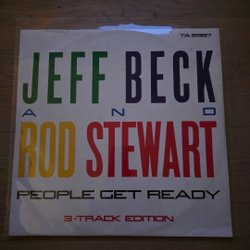 TA 6387
JEFF BECK
AND
ROD STEWART
PEOPLE GET READY
3-TRACK EDITION